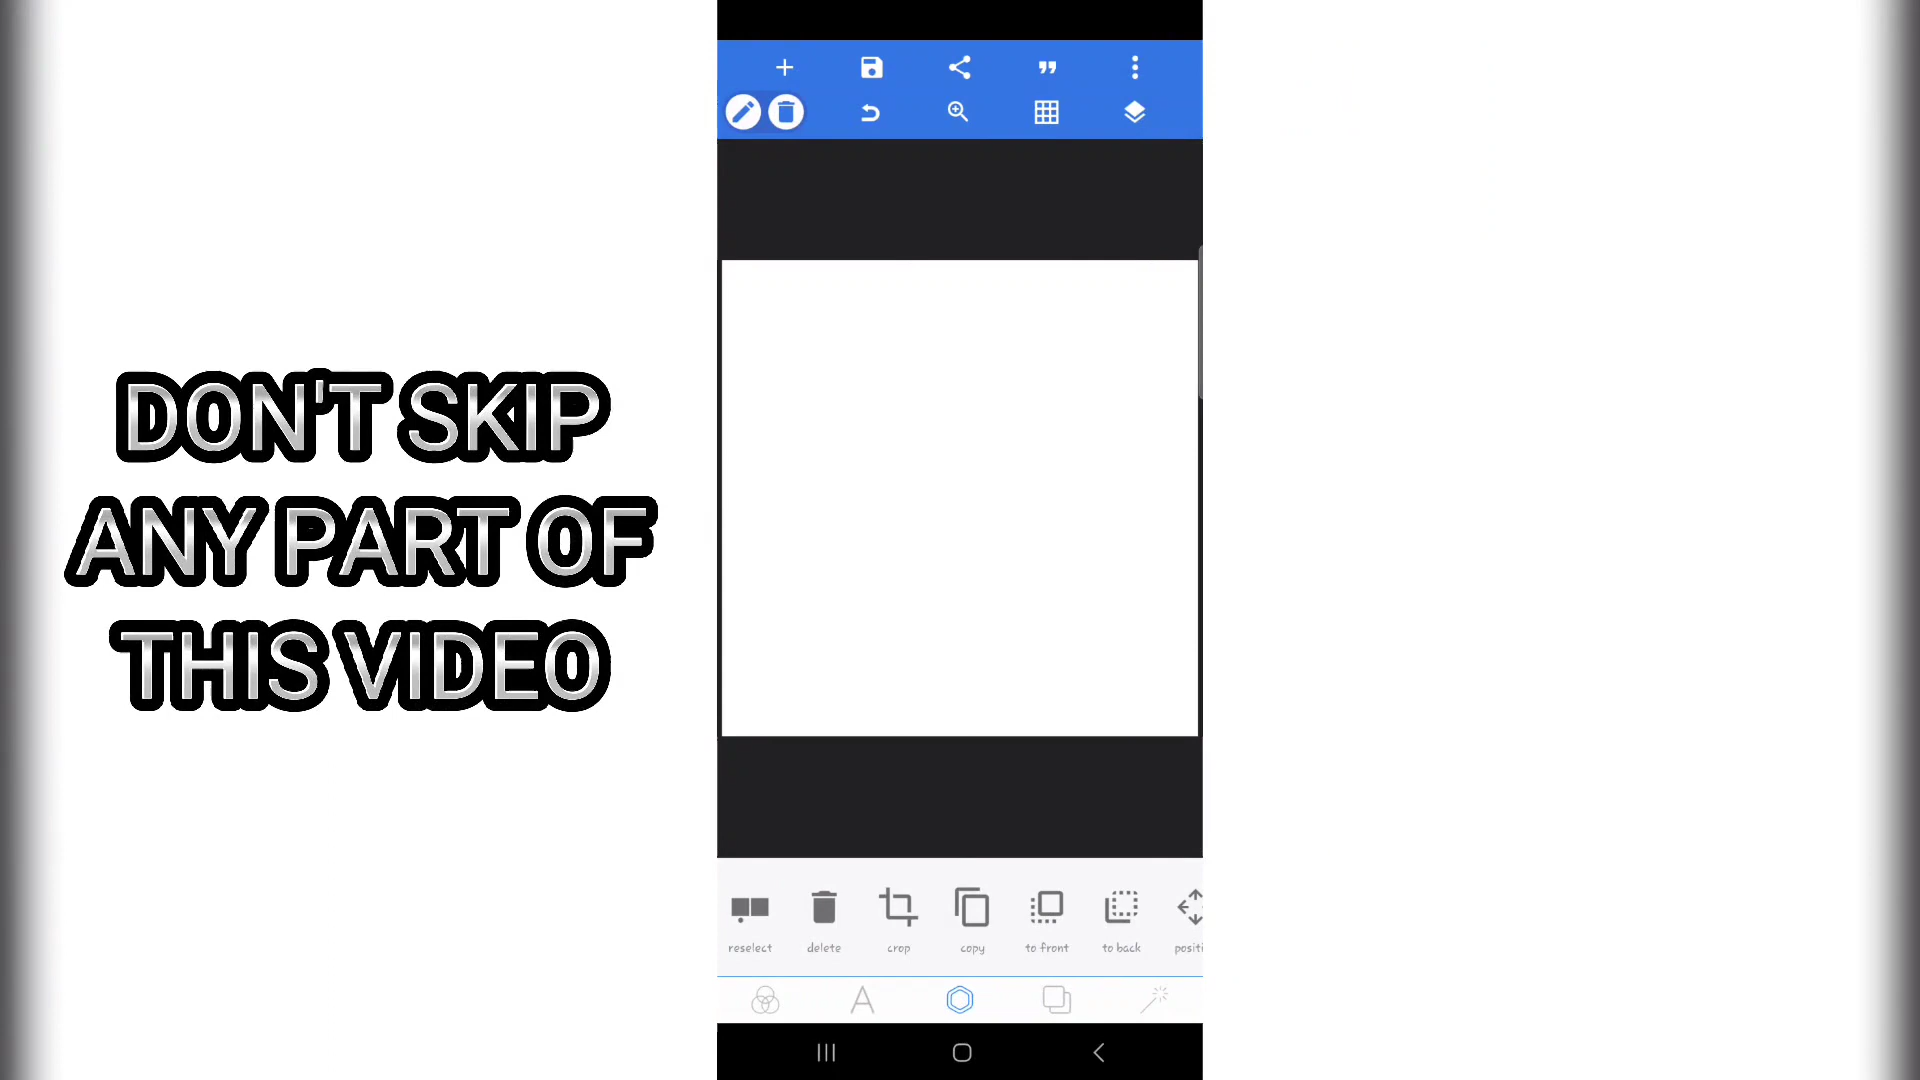 DON'T SKIP
ANY PART OF
THIS VIDEO
reselect
delete
crop
copy
to front
to back
positi